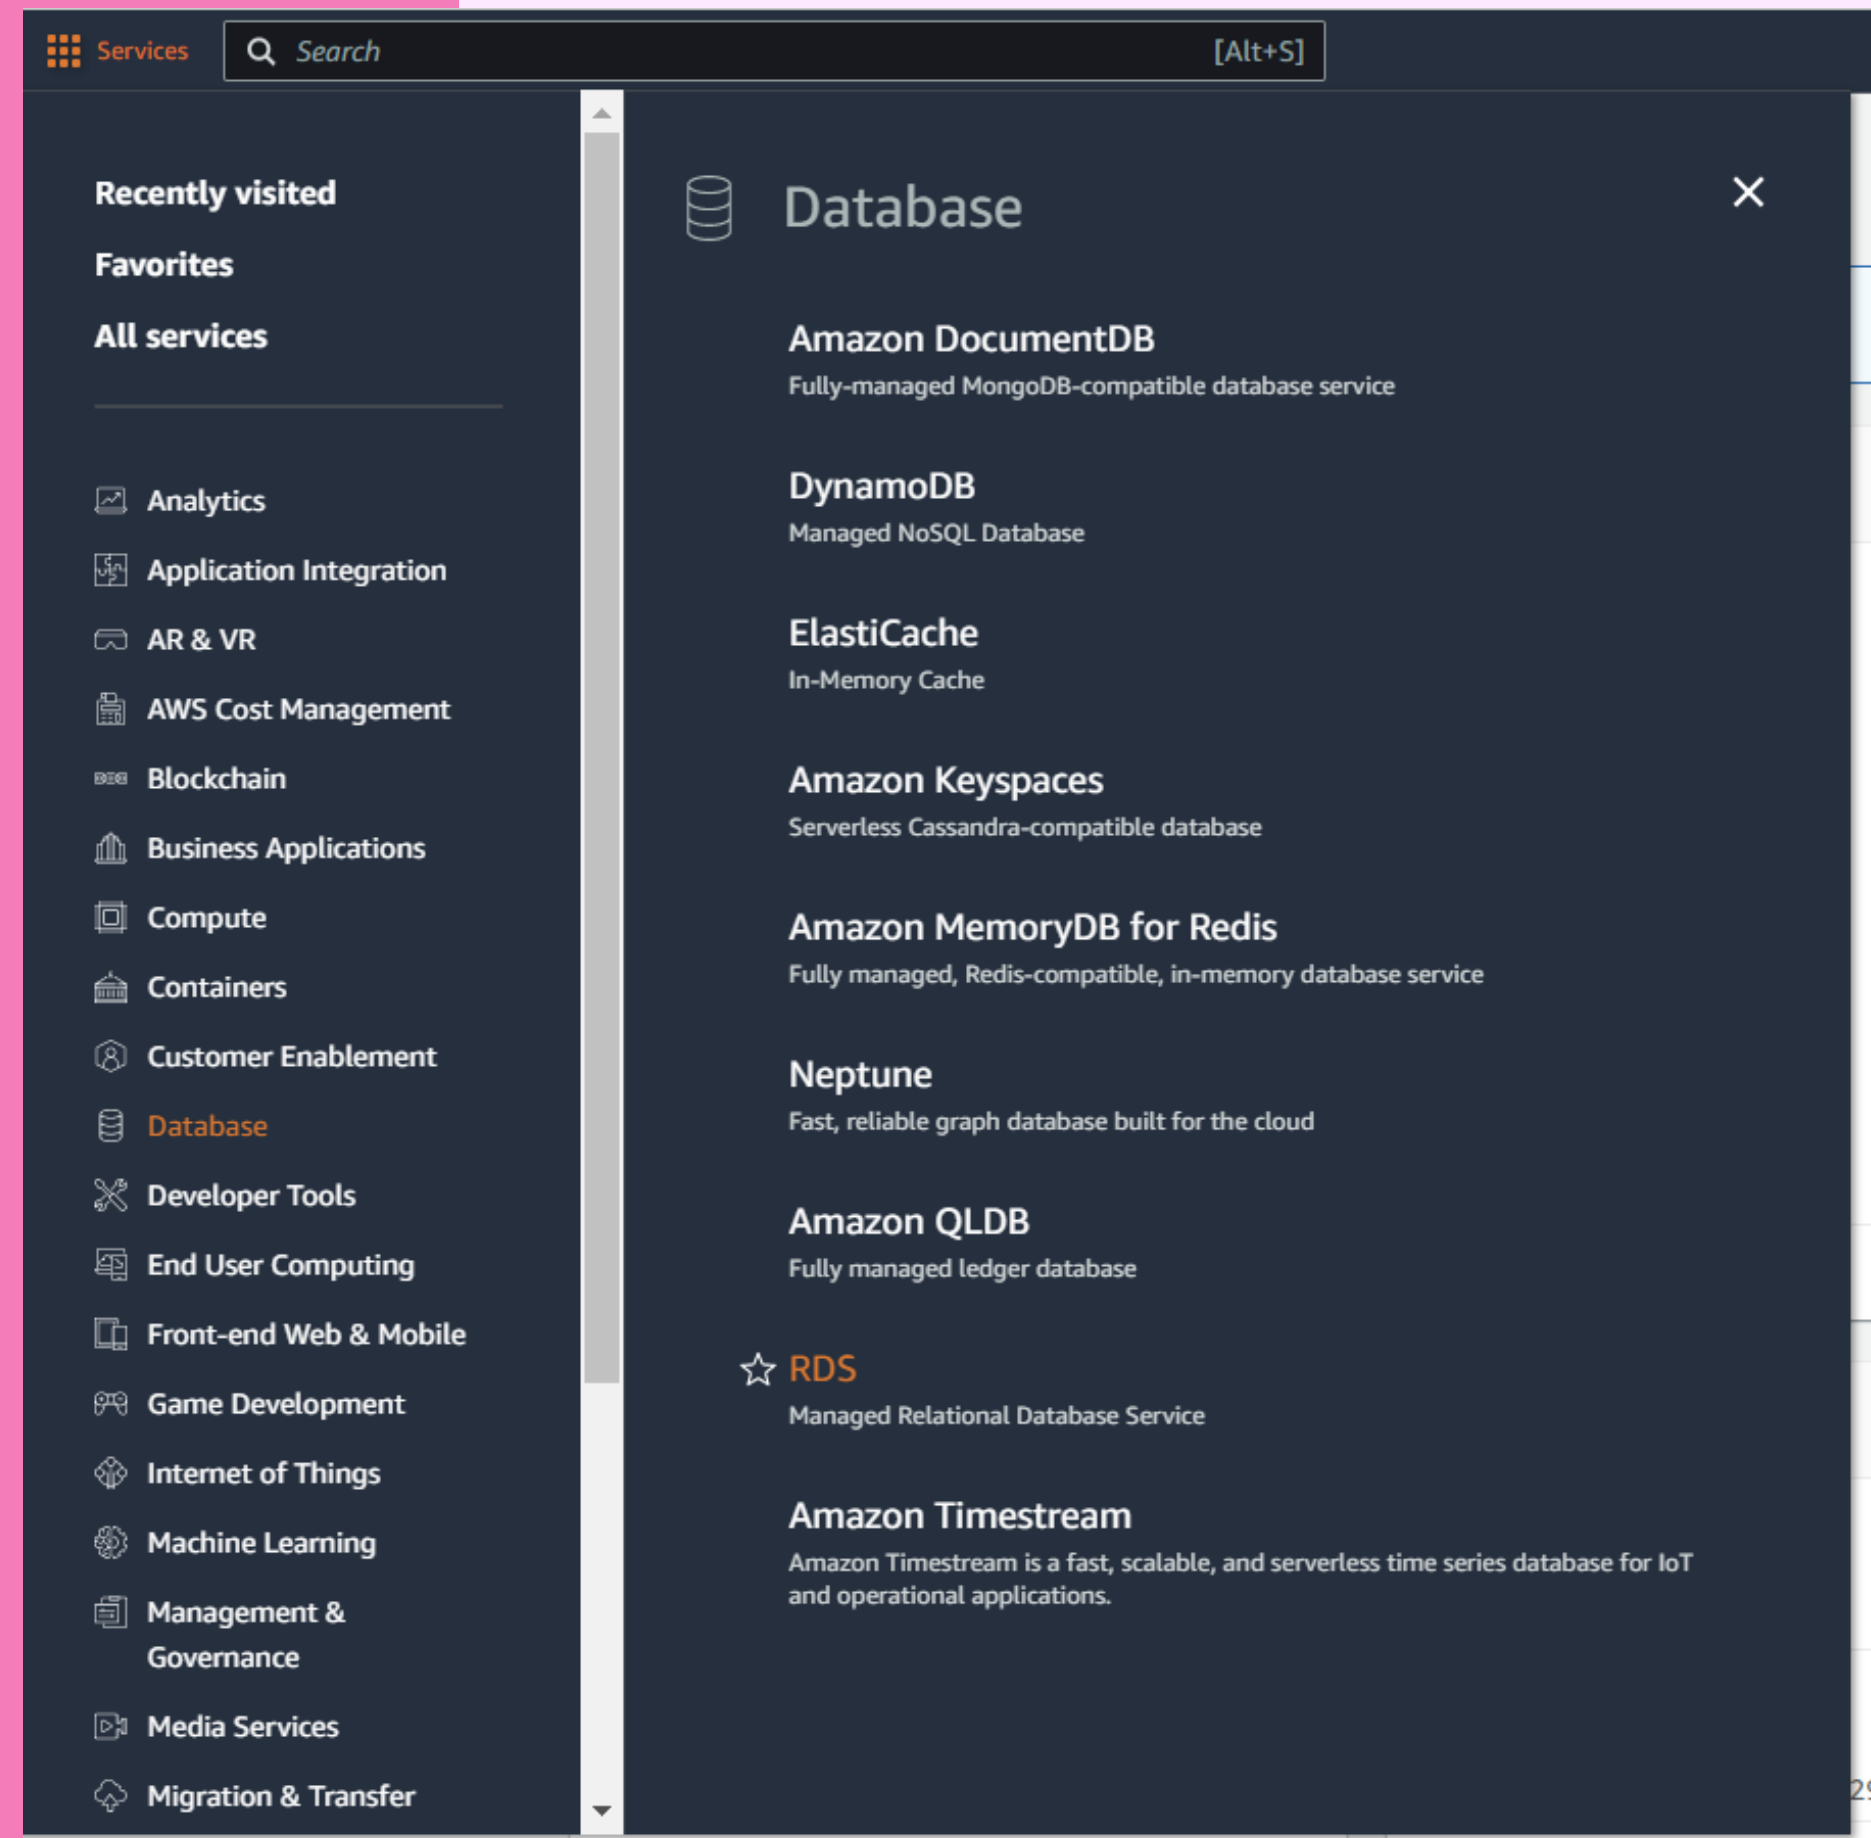 Services
Search
[Alt+S]
Recently visited
Favorites
All services
Analytics
Application Integration
AR & VR
AWS Cost Management
Blockchain
Business Applications
Compute
Containers
Customer Enablement
Database
Developer Tools
End User Computing
Front-end Web & Mobile
Game Development
Internet of Things
Machine Learning
Management &
Governance
Media Services
Migration & Transfer
Database
Amazon DocumentDB
Fully-managed MongoDB-compatible database service
DynamoDB
Managed NoSQL Database
ElastiCache
In-Memory Cache
Amazon Keyspaces
Serverless Cassandra-compatible database
Amazon MemoryDB for Redis
Fully managed, Redis-compatible, in-memory database service
Neptune
Fast, reliable graph database built for the cloud
Amazon QLDB
Fully managed ledger database
RDS
Managed Relational Database Service
Amazon Timestream
Amazon Timestream is a fast, scalable, and serverless time series database for IoT
and operational applications.